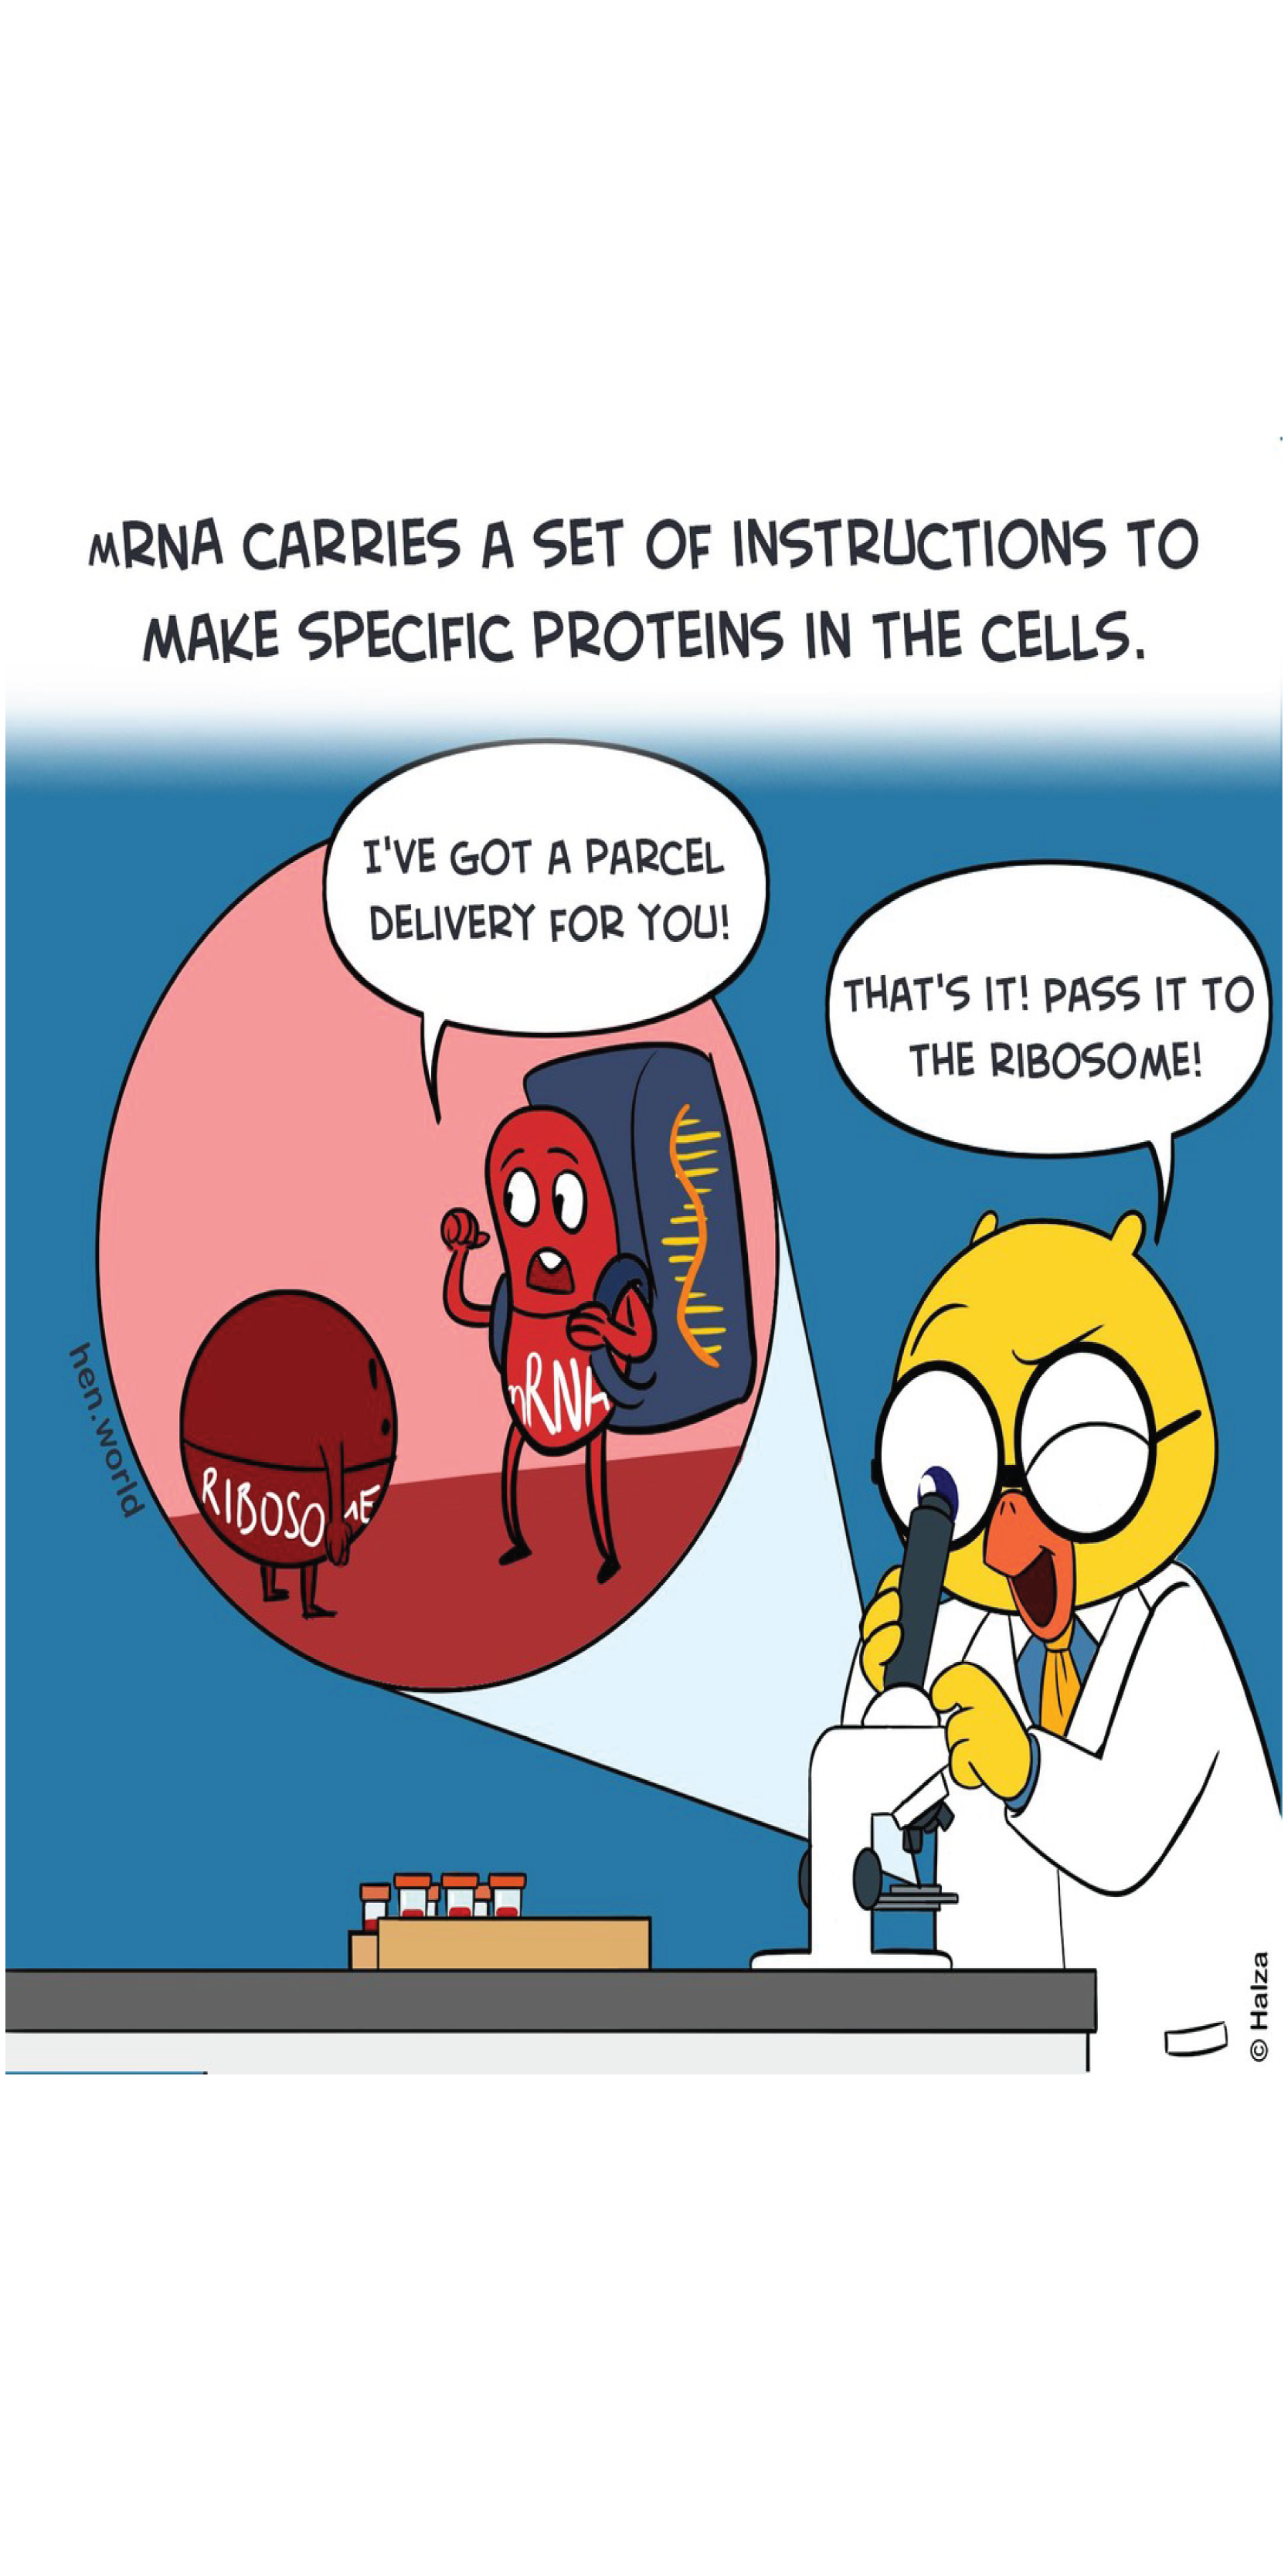 mRNA CARRIES A SET OF INSTRUCTIONS TO
MAKE SPECIFIC PROTEINS IN THE CELLS.
I'VE GOT A PARCEL
DELIVERY FOR YOU!
THAT'S IT! PASS IT TO
THE RIBOSOME!
mRNA
RIBOSOME
hen.world
© Halza